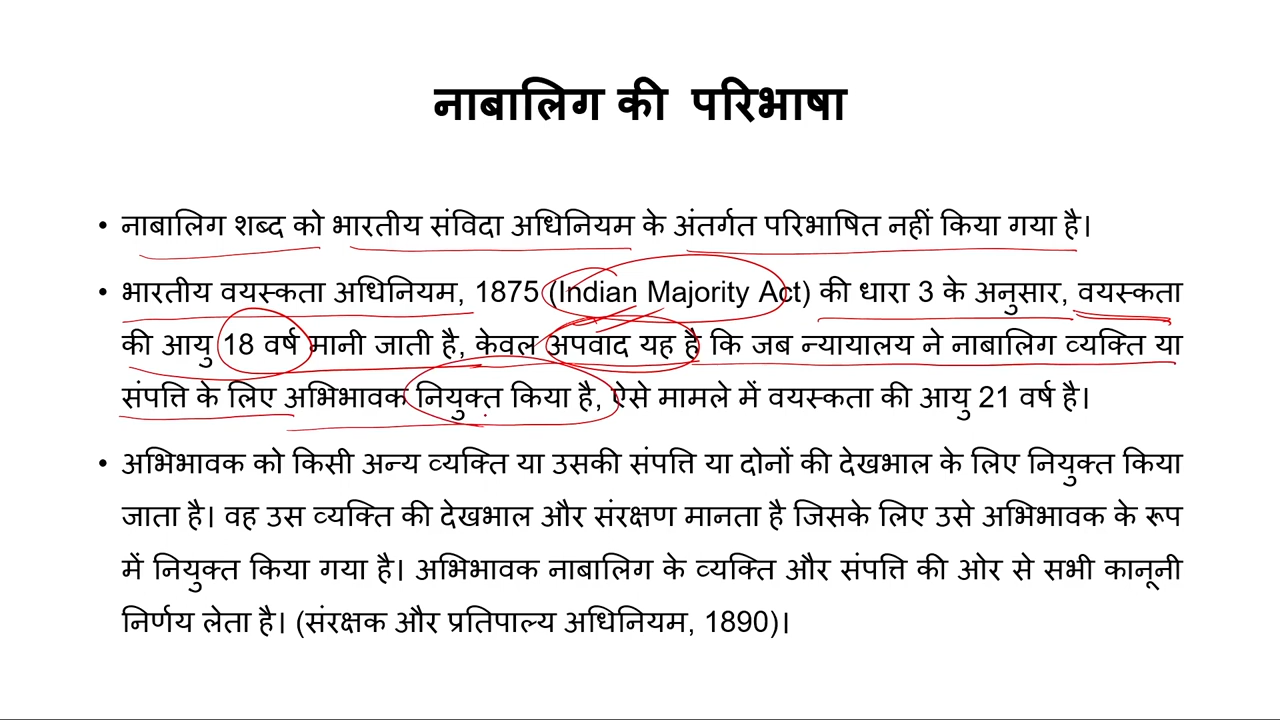 नाबालिग की परिभाषा
• नाबालिग शब्द को भारतीय संविदा अधिनियम के अंतर्गत परिभाषित नहीं किया गया है।
• भारतीय वयस्कता अधिनियम, 1875 (Indian Majority Act) की धारा 3 के अनुसार, वयस्कता
की आयु 18 वर्ष मानी जाती है, केवल अपवाद यह है कि जब न्यायालय ने नाबालिग व्यक्ति या
संपत्ति के लिए अभिभावक नियुक्त किया है, ऐसे मामले में वयस्कता की आयु 21 वर्ष है।
• अभिभावक को किसी अन्य व्यक्ति या उसकी संपत्ति या दोनों की देखभाल के लिए नियुक्त किया
जाता है। वह उस व्यक्ति की देखभाल और संरक्षण मानता है जिसके लिए उसे अभिभावक के रूप
में नियुक्त किया गया है। अभिभावक नाबालिग के व्यक्ति और संपत्ति की ओर से सभी कानूनी
निर्णय लेता है। (संरक्षक और प्रतिपाल्य अधिनियम, 1890)।